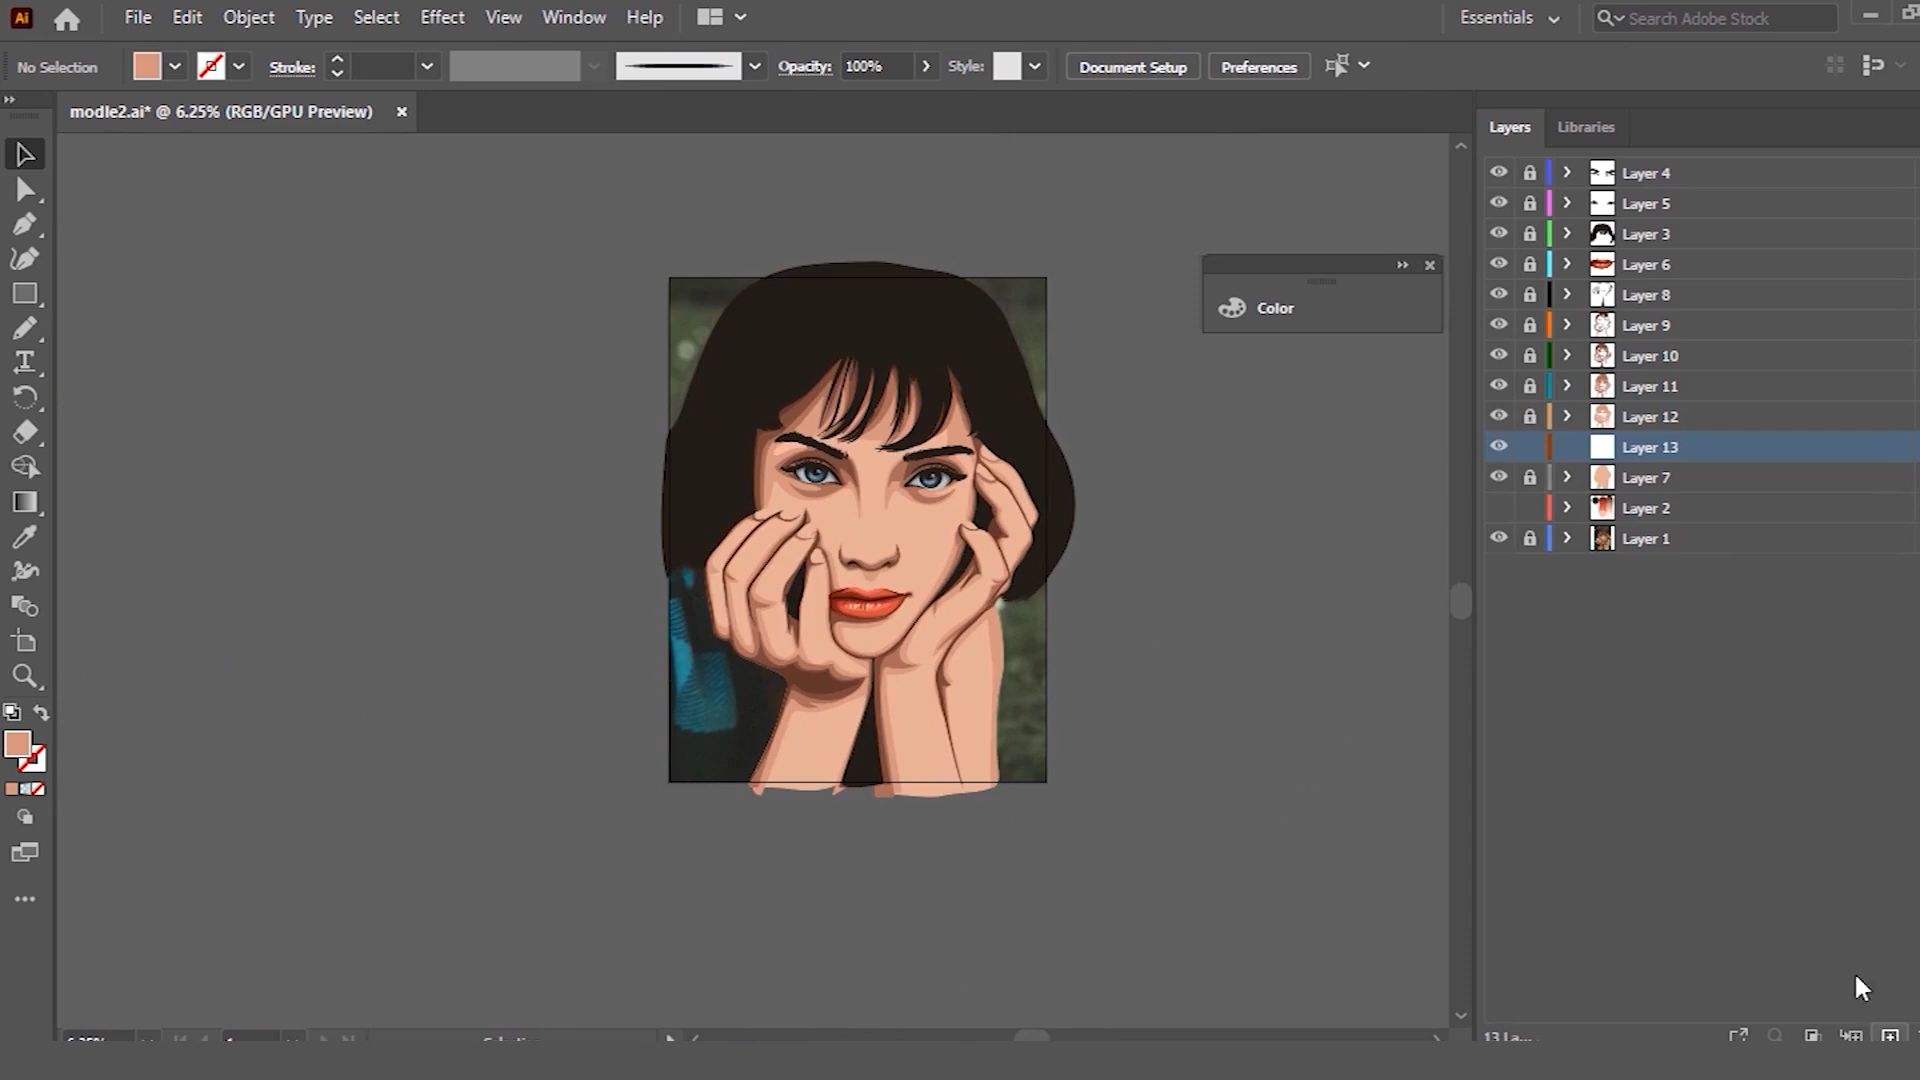 Ai File Edit Object Type Select Effect View Window Help Essentials Search Adobe Stock
No Selection Stroke: Opacity: 100% Style: Document Setup Preferences
modle2.ai* @ 6.25% (RGB/GPU Preview)
Layers Libraries
Layer 4
Layer 5
Layer 3
Layer 6
Layer 8
Color
Layer 9
Layer 10
Layer 11
Layer 12
Layer 13
Layer 7
Layer 2
Layer 1